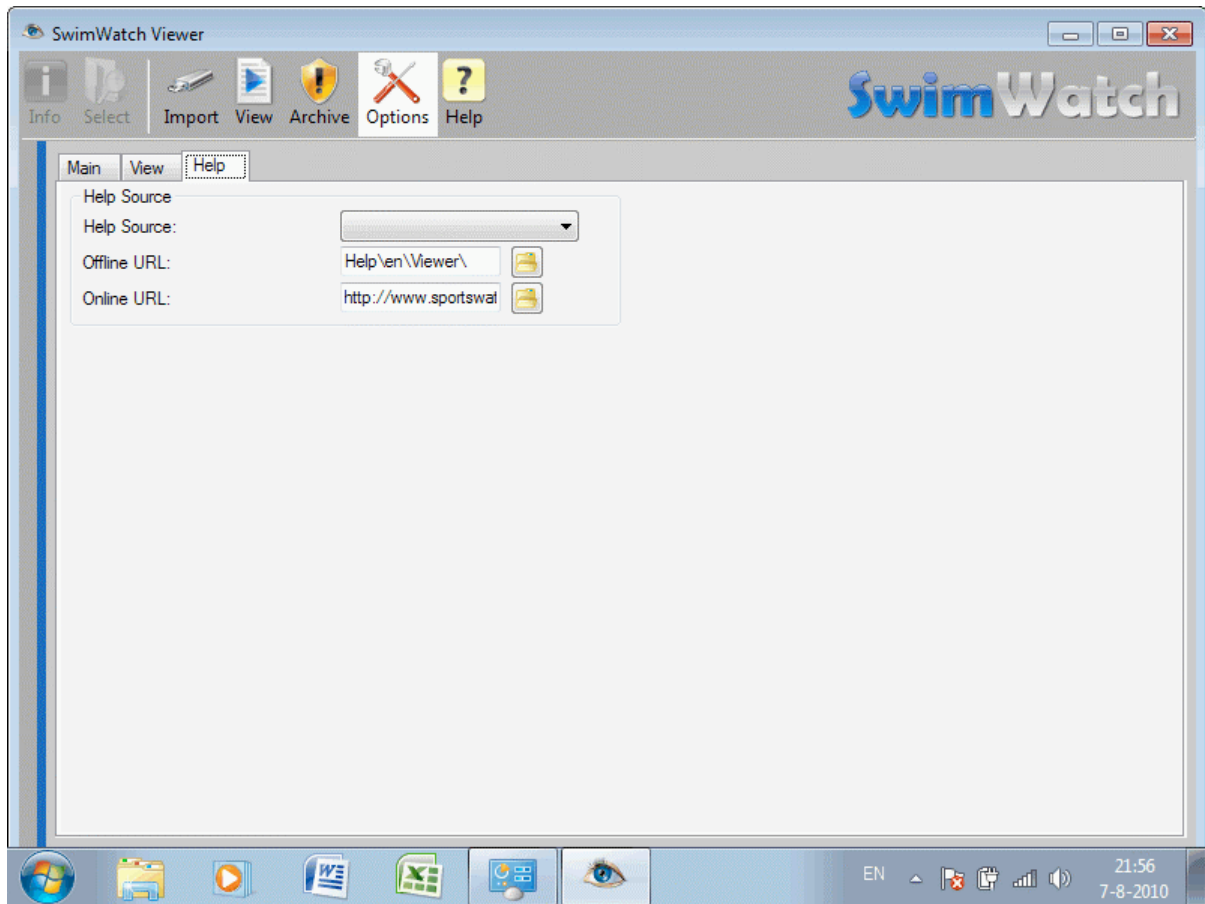 SwimWatch Viewer
Info Select Import View Archive Options Help
SwimWatch
Main View Help
Help Source
Help Source:
Offline URL: Help\en\Viewer\
Online URL: http://www.sportswat
EN 21:56
7-8-2010